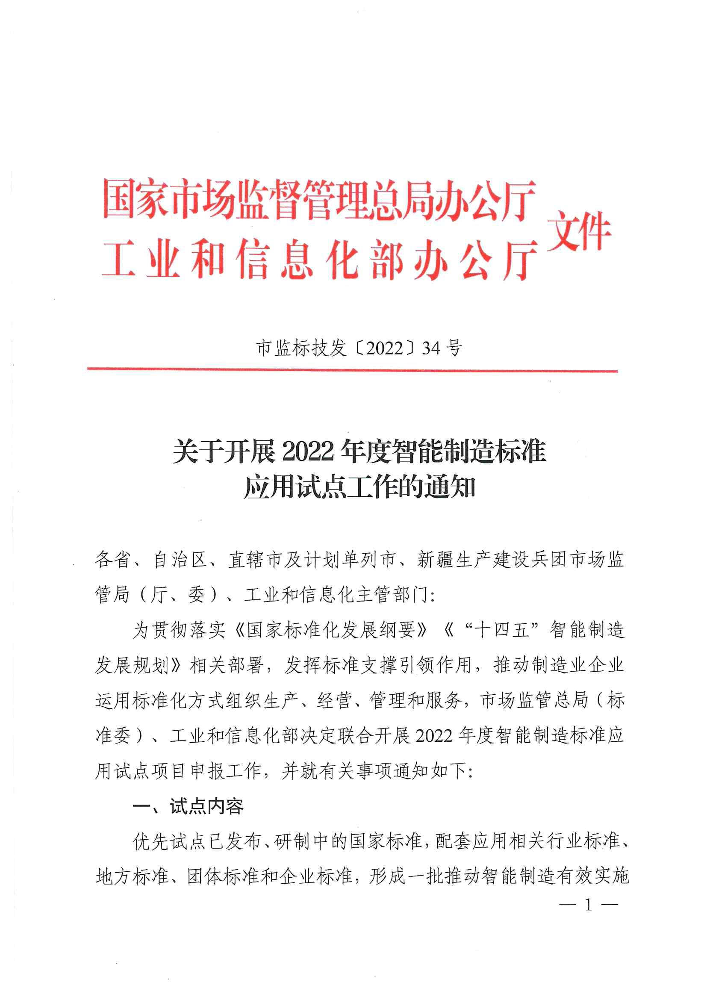 国家市场监督管理总局办公厅
工业和信息化部办公厅
文件
市监标技发〔2022〕34 号
关于开展 2022 年度智能制造标准
应用试点工作的通知
各省、自治区、直辖市及计划单列市、新疆生产建设兵团市场监
管局（厅、委）、工业和信息化主管部门：
为贯彻落实《国家标准化发展纲要》《“十四五”智能制造
发展规划》相关部署，发挥标准支撑引领作用，推动制造业企业
运用标准化方式组织生产、经营、管理和服务，市场监管总局（标
准委）、工业和信息化部决定联合开展 2022 年度智能制造标准应
用试点项目申报工作，并就有关事项通知如下：
一、试点内容
优先试点已发布、研制中的国家标准，配套应用相关行业标准、
地方标准、团体标准和企业标准，形成一批推动智能制造有效实施
— 1 —